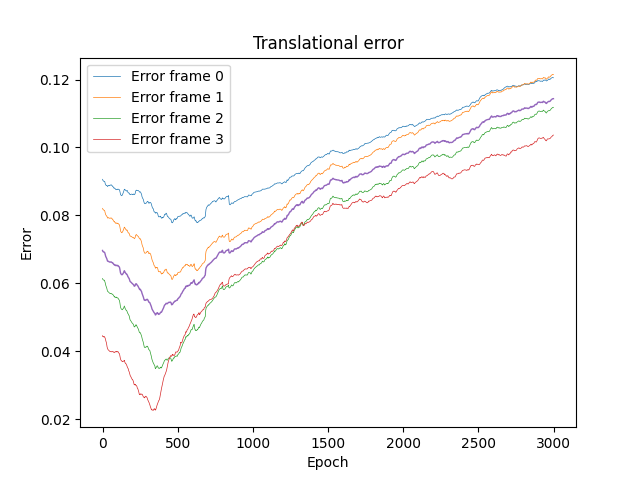 Translational error
Error frame 0
Error frame 1
Error frame 2
Error frame 3
0.12
0.10
0.08
0.06
0.04
0.02
Error
0 500 1000 1500 2000 2500 3000
Epoch